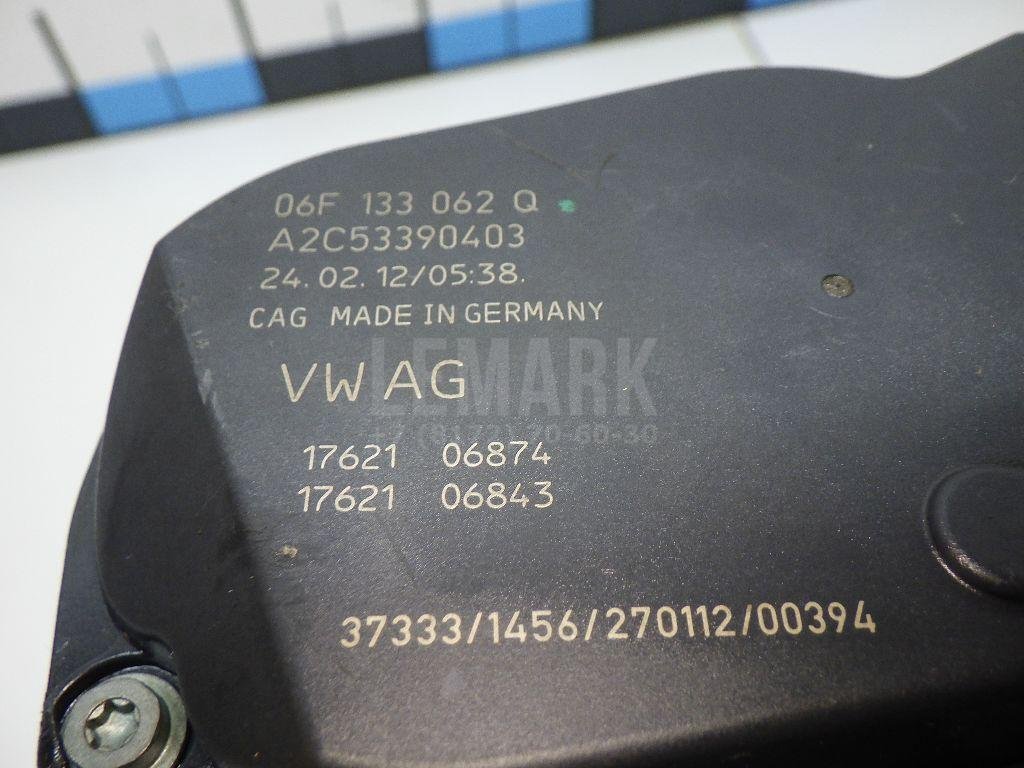 06F 133 062 Q
A2C53390403
24.02.12/05:38.
CAG MADE IN GERMANY
VW AG
LEMARK
17621 06874
17621 06843
37333/1456/270112/00394